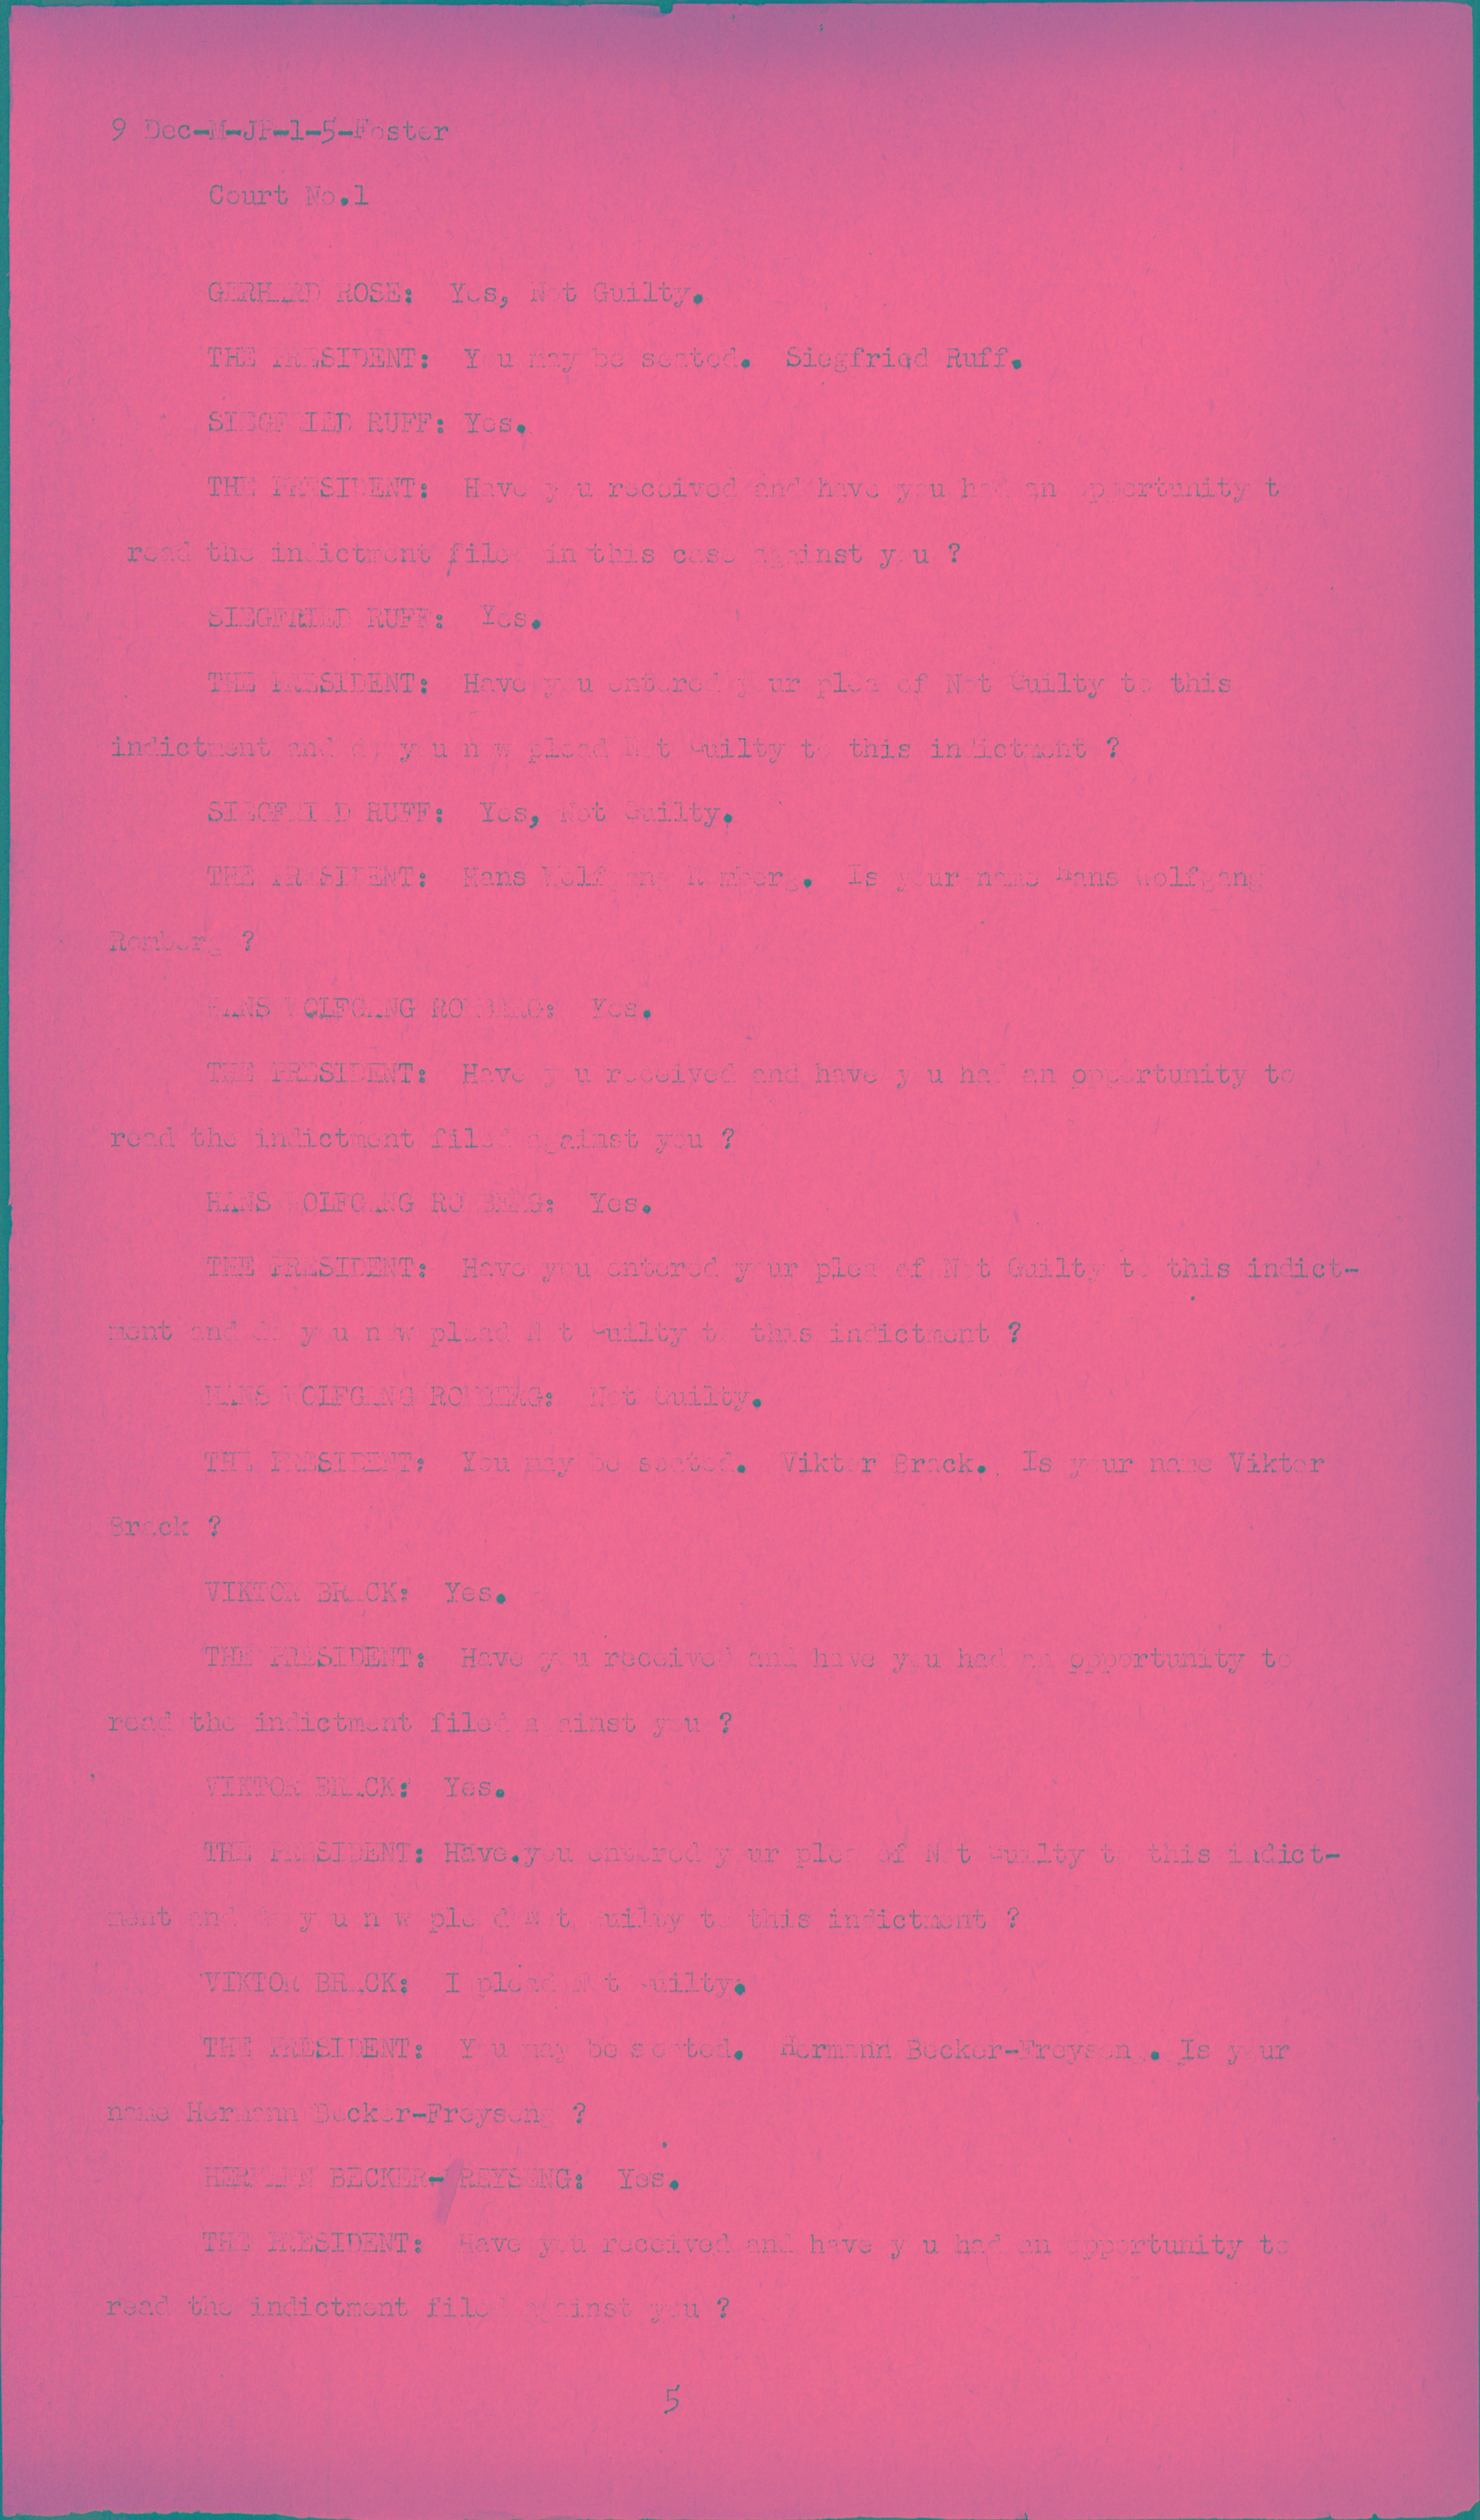 9 Dec-M-JP-1-5-Foster
Court No.1
GERHARD ROSE: Yes, Not Guilty.
THE PRESIDENT: You may be seated. Siegfried Ruff.
SIEGFRIED RUFF: Yes.
THE PRESIDENT: Have you received and have you had an opportunity to
read the indictment filed in this case against you ?
SIEGFRIED RUFF: Yes.
THE PRESIDENT: Have you entered your plea of Not Guilty to this
indictment and do you now plead Not Guilty to this indictment ?
SIEGFRIED RUFF: Yes, Not Guilty.
THE PRESIDENT: Hans Wolfgang Romberg. Is your name Hans Wolfgang
Romberg ?
HANS WOLFGANG ROMBERG: Yes.
THE PRESIDENT: Have you received and have you had an opportunity to
read the indictment filed against you ?
HANS WOLFGANG ROMBERG: Yes.
THE PRESIDENT: Have you entered your plea of Not Guilty to this indict-
ment and do you now plead Not Guilty to this indictment ?
HANS WOLFGANG ROMBERG: Not Guilty.
THE PRESIDENT: You may be seated. Viktor Brack. Is your name Viktor
Brack ?
VIKTOR BRACK: Yes.
THE PRESIDENT: Have you received and have you had an opportunity to
read the indictment filed against you ?
VIKTOR BRACK: Yes.
THE PRESIDENT: Have.you entered your plea of Not Guilty to this indict-
ment and do you now plead Not Guilty to this indictment ?
VIKTOR BRACK: I plead Not Guilty.
THE PRESIDENT: You may be seated. Hermann Becker-Freyseng. Is your
name Hermann Becker-Freyseng ?
HERMANN BECKER-FREYSENG: Yes.
THE PRESIDENT: Have you received and have you had an opportunity to
read the indictment filed against you ?
5